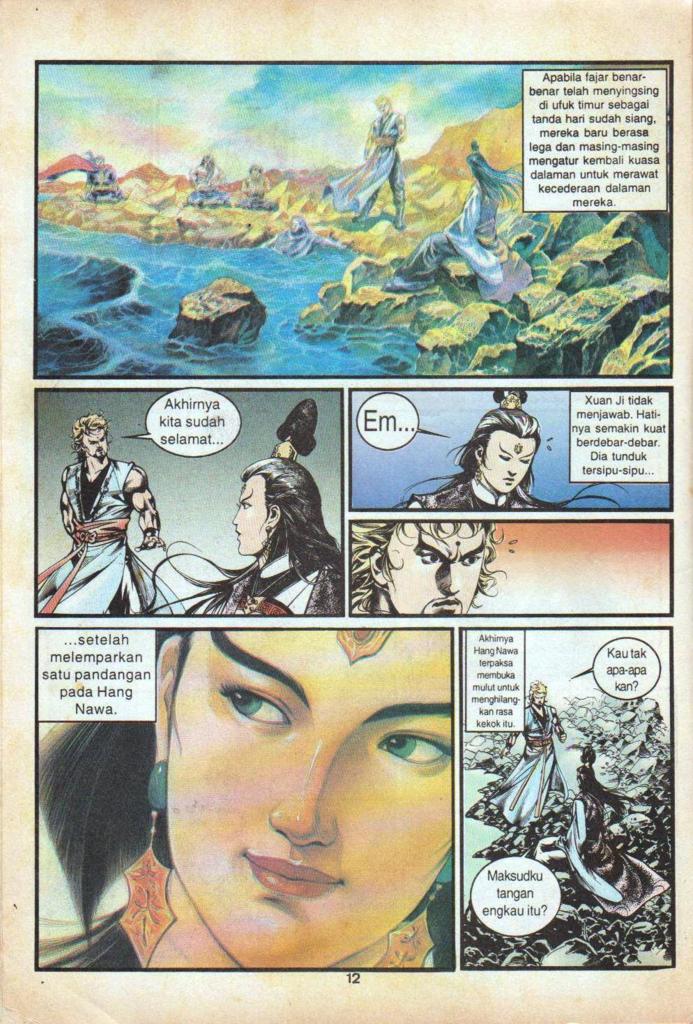 Apabila fajar benar-
benar telah menyingsing
di ufuk timur sebagai
tanda hari sudah siang,
mereka baru berasa
lega dan masing-masing
mengatur kembali kuasa
dalaman untuk merawat
kecederaan dalaman
mereka.
Akhirnya
kita sudah
selamat...
Em...
Xuan Ji tidak
menjawab. Hati-
nya semakin kuat
berdebar-debar.
Dia tunduk
tersipu-sipu...
...setelah
melemparkan
satu pandangan
pada Hang
Nawa.
Akhirnya
Hang Nawa
terpaksa
membuka
mulut untuk
menghilang-
kan rasa
kekok itu.
Kau tak
apa-apa
kan?
Maksudku
tangan
engkau itu?
12